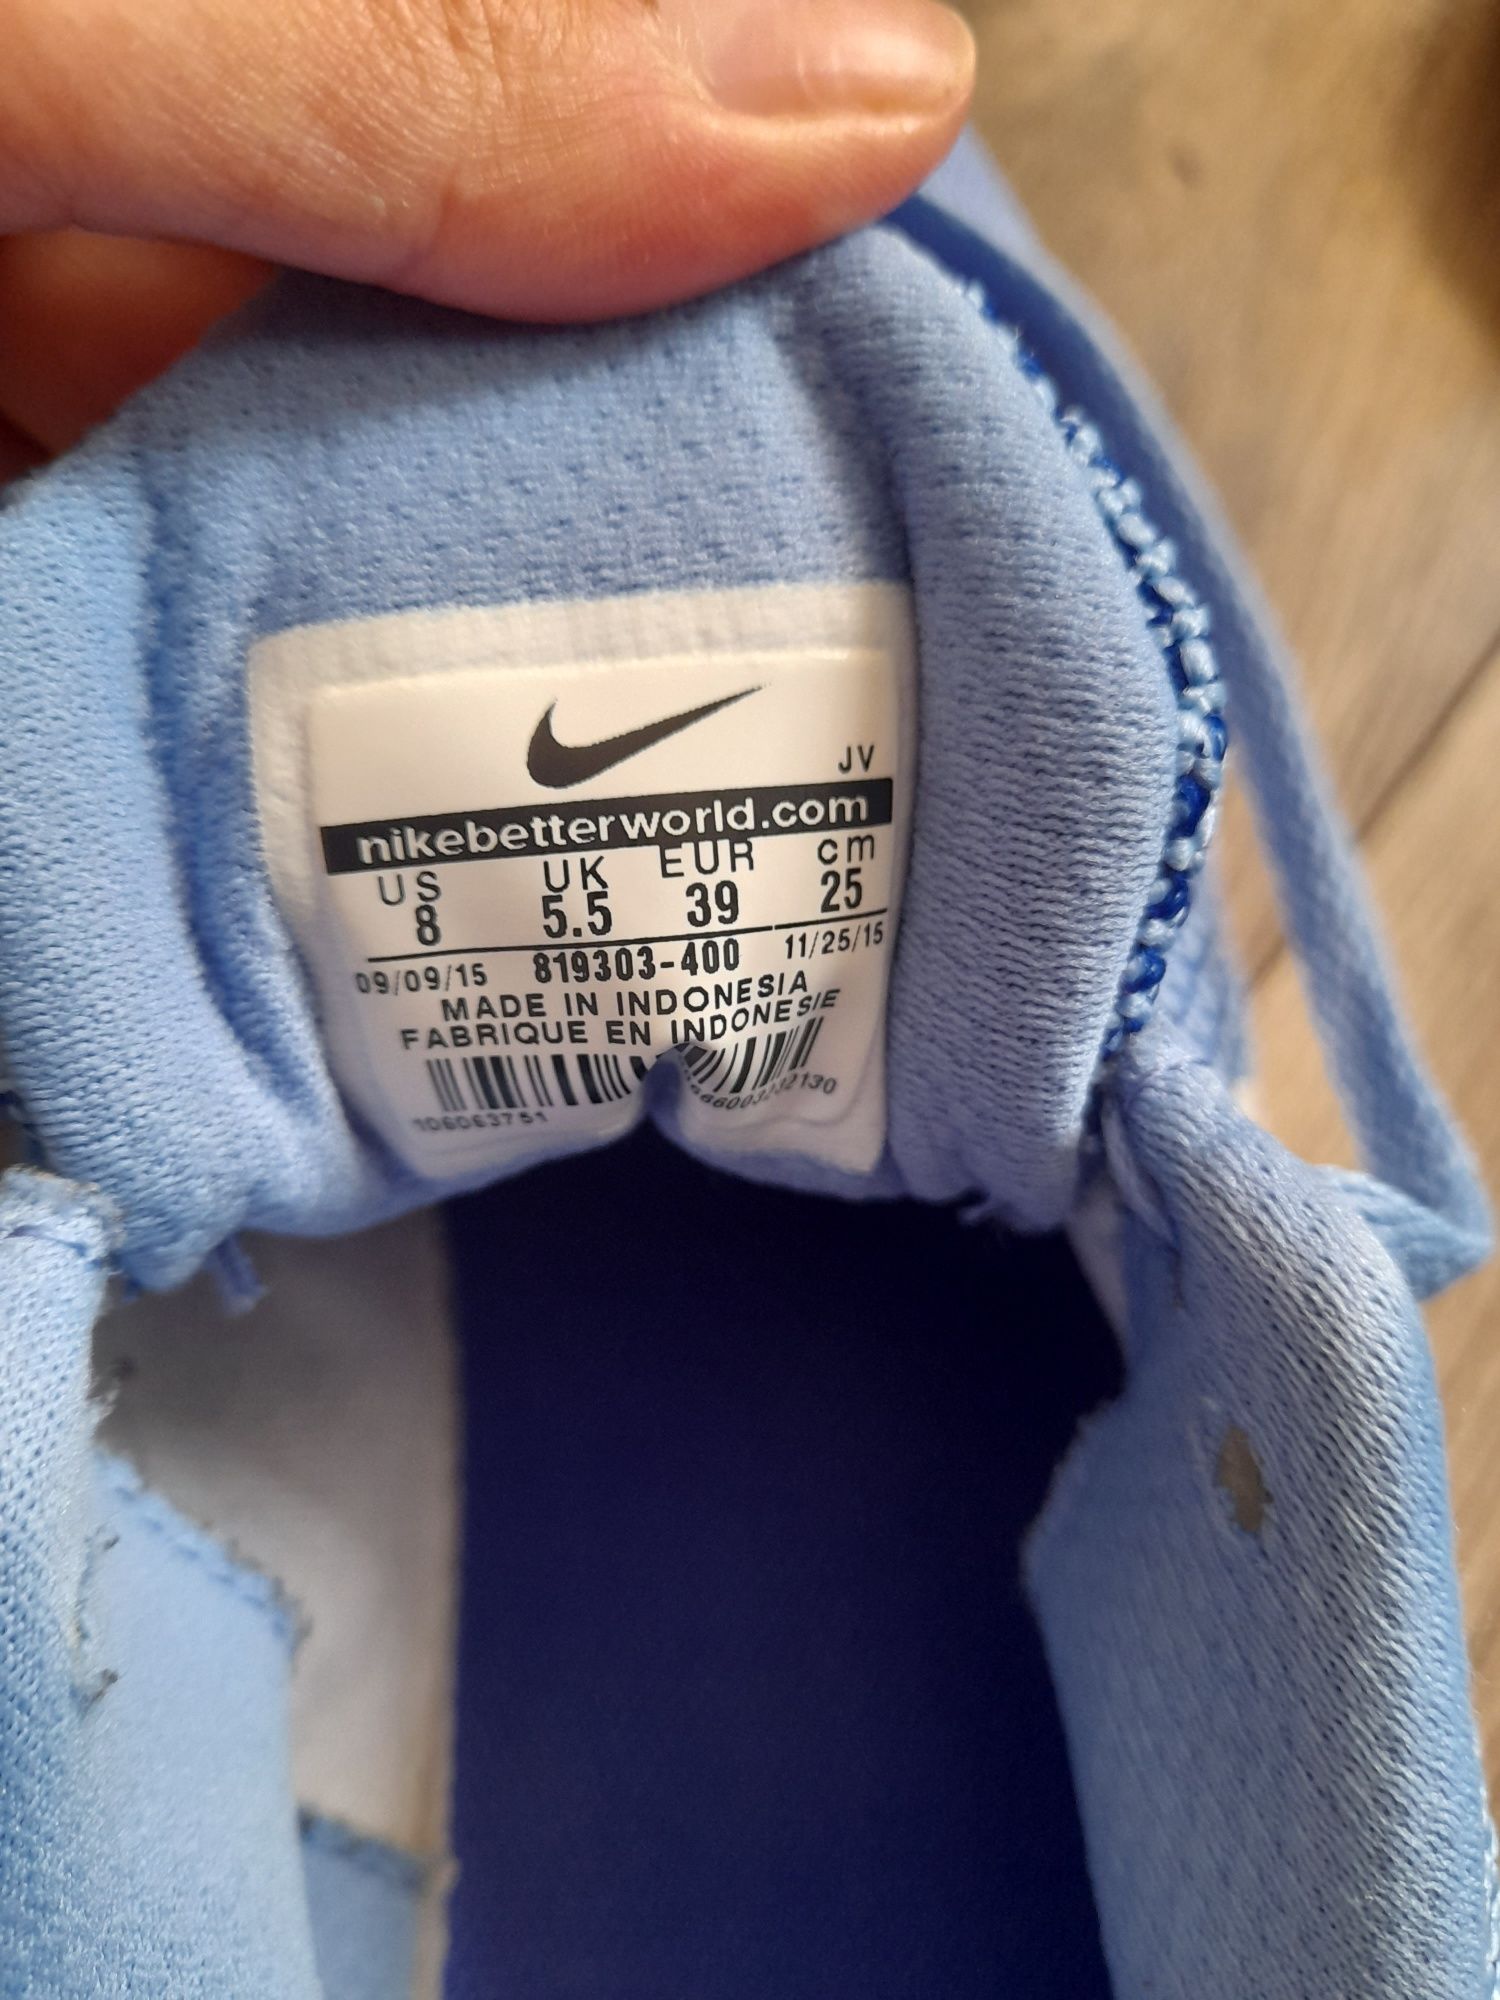 JV
nikebetterworld.com
US UK EUR cm
8 5.5 39 25
09/09/15 819303-400 11/25/15
MADE IN INDONESIA
FABRIQUE EN INDONESIE